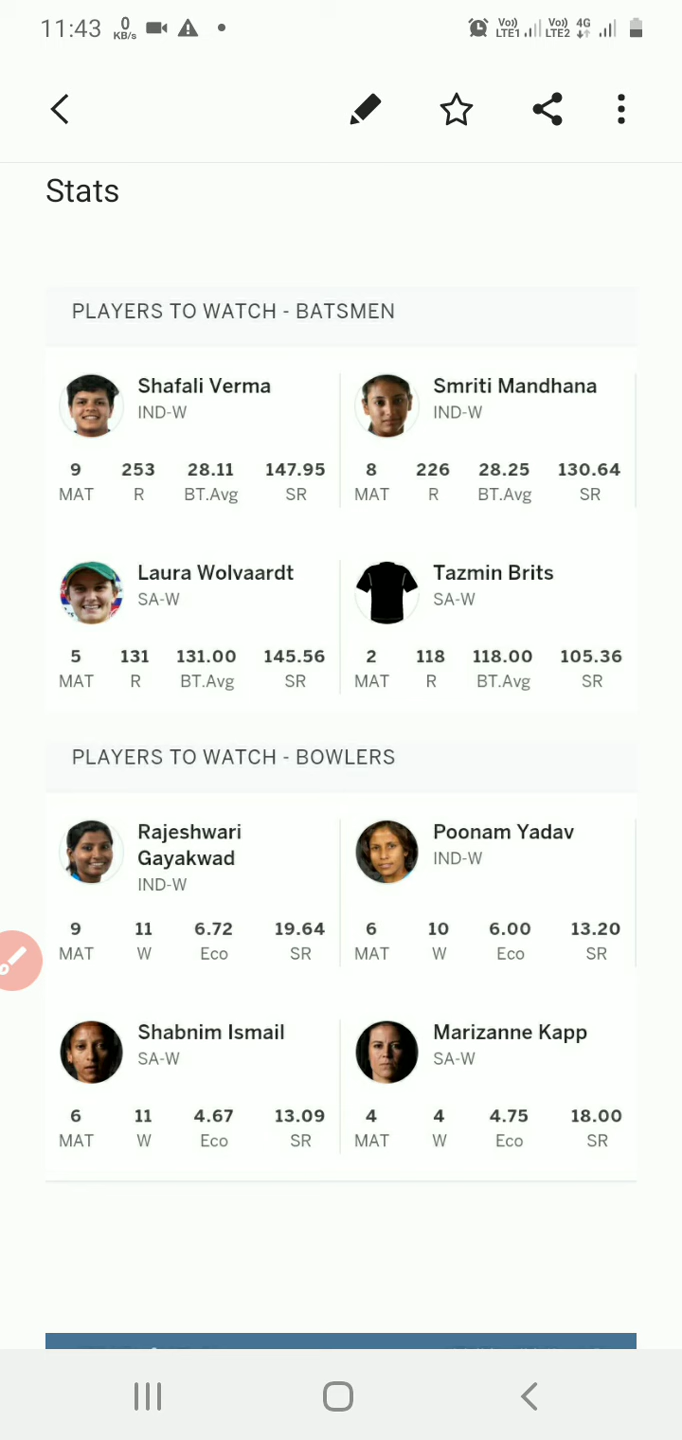 11:43 0 KB/s Vo)) LTE1 Vo)) LTE2 4G
Stats
PLAYERS TO WATCH - BATSMEN
Shafali Verma
IND-W
9 253 28.11 147.95
MAT R BT.Avg SR
Smriti Mandhana
IND-W
8 226 28.25 130.64
MAT R BT.Avg SR
Laura Wolvaardt
SA-W
5 131 131.00 145.56
MAT R BT.Avg SR
Tazmin Brits
SA-W
2 118 118.00 105.36
MAT R BT.Avg SR
PLAYERS TO WATCH - BOWLERS
Rajeshwari
Gayakwad
IND-W
9 11 6.72 19.64
MAT W Eco SR
Poonam Yadav
IND-W
6 10 6.00 13.20
MAT W Eco SR
Shabnim Ismail
SA-W
6 11 4.67 13.09
MAT W Eco SR
Marizanne Kapp
SA-W
4 4 4.75 18.00
MAT W Eco SR